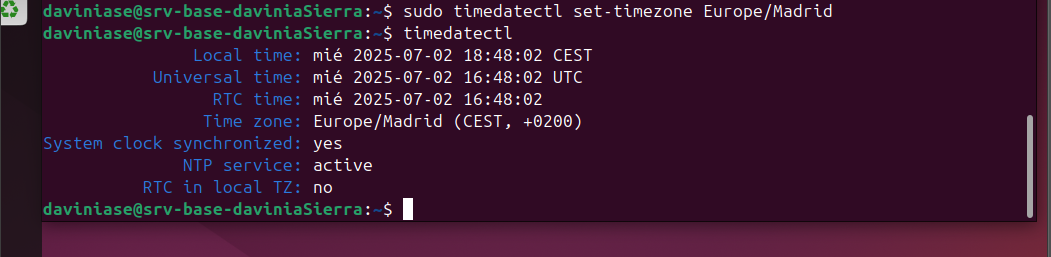 daviniase@srv-base-daviniaSierra:~$ sudo timedatectl set-timezone Europe/Madrid
daviniase@srv-base-daviniaSierra:~$ timedatectl
Local time: mié 2025-07-02 18:48:02 CEST
Universal time: mié 2025-07-02 16:48:02 UTC
RTC time: mié 2025-07-02 16:48:02
Time zone: Europe/Madrid (CEST, +0200)
System clock synchronized: yes
NTP service: active
RTC in local TZ: no
daviniase@srv-base-daviniaSierra:~$